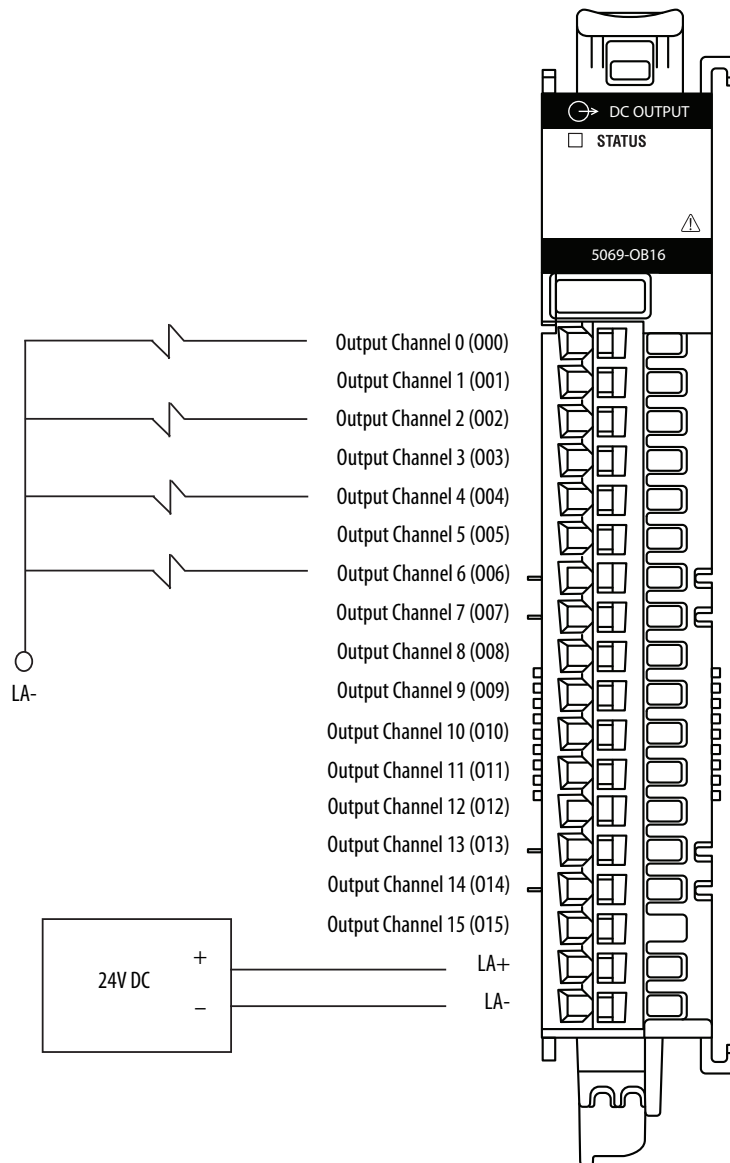 DC OUTPUT
STATUS
5069-OB16
Output Channel 0 (O00)
Output Channel 1 (O01)
Output Channel 2 (O02)
Output Channel 3 (O03)
Output Channel 4 (O04)
Output Channel 5 (O05)
Output Channel 6 (O06)
Output Channel 7 (O07)
Output Channel 8 (O08)
Output Channel 9 (O09)
Output Channel 10 (O10)
Output Channel 11 (O11)
Output Channel 12 (O12)
Output Channel 13 (O13)
Output Channel 14 (O14)
Output Channel 15 (O15)
LA-
24V DC
+
−
LA+
LA-